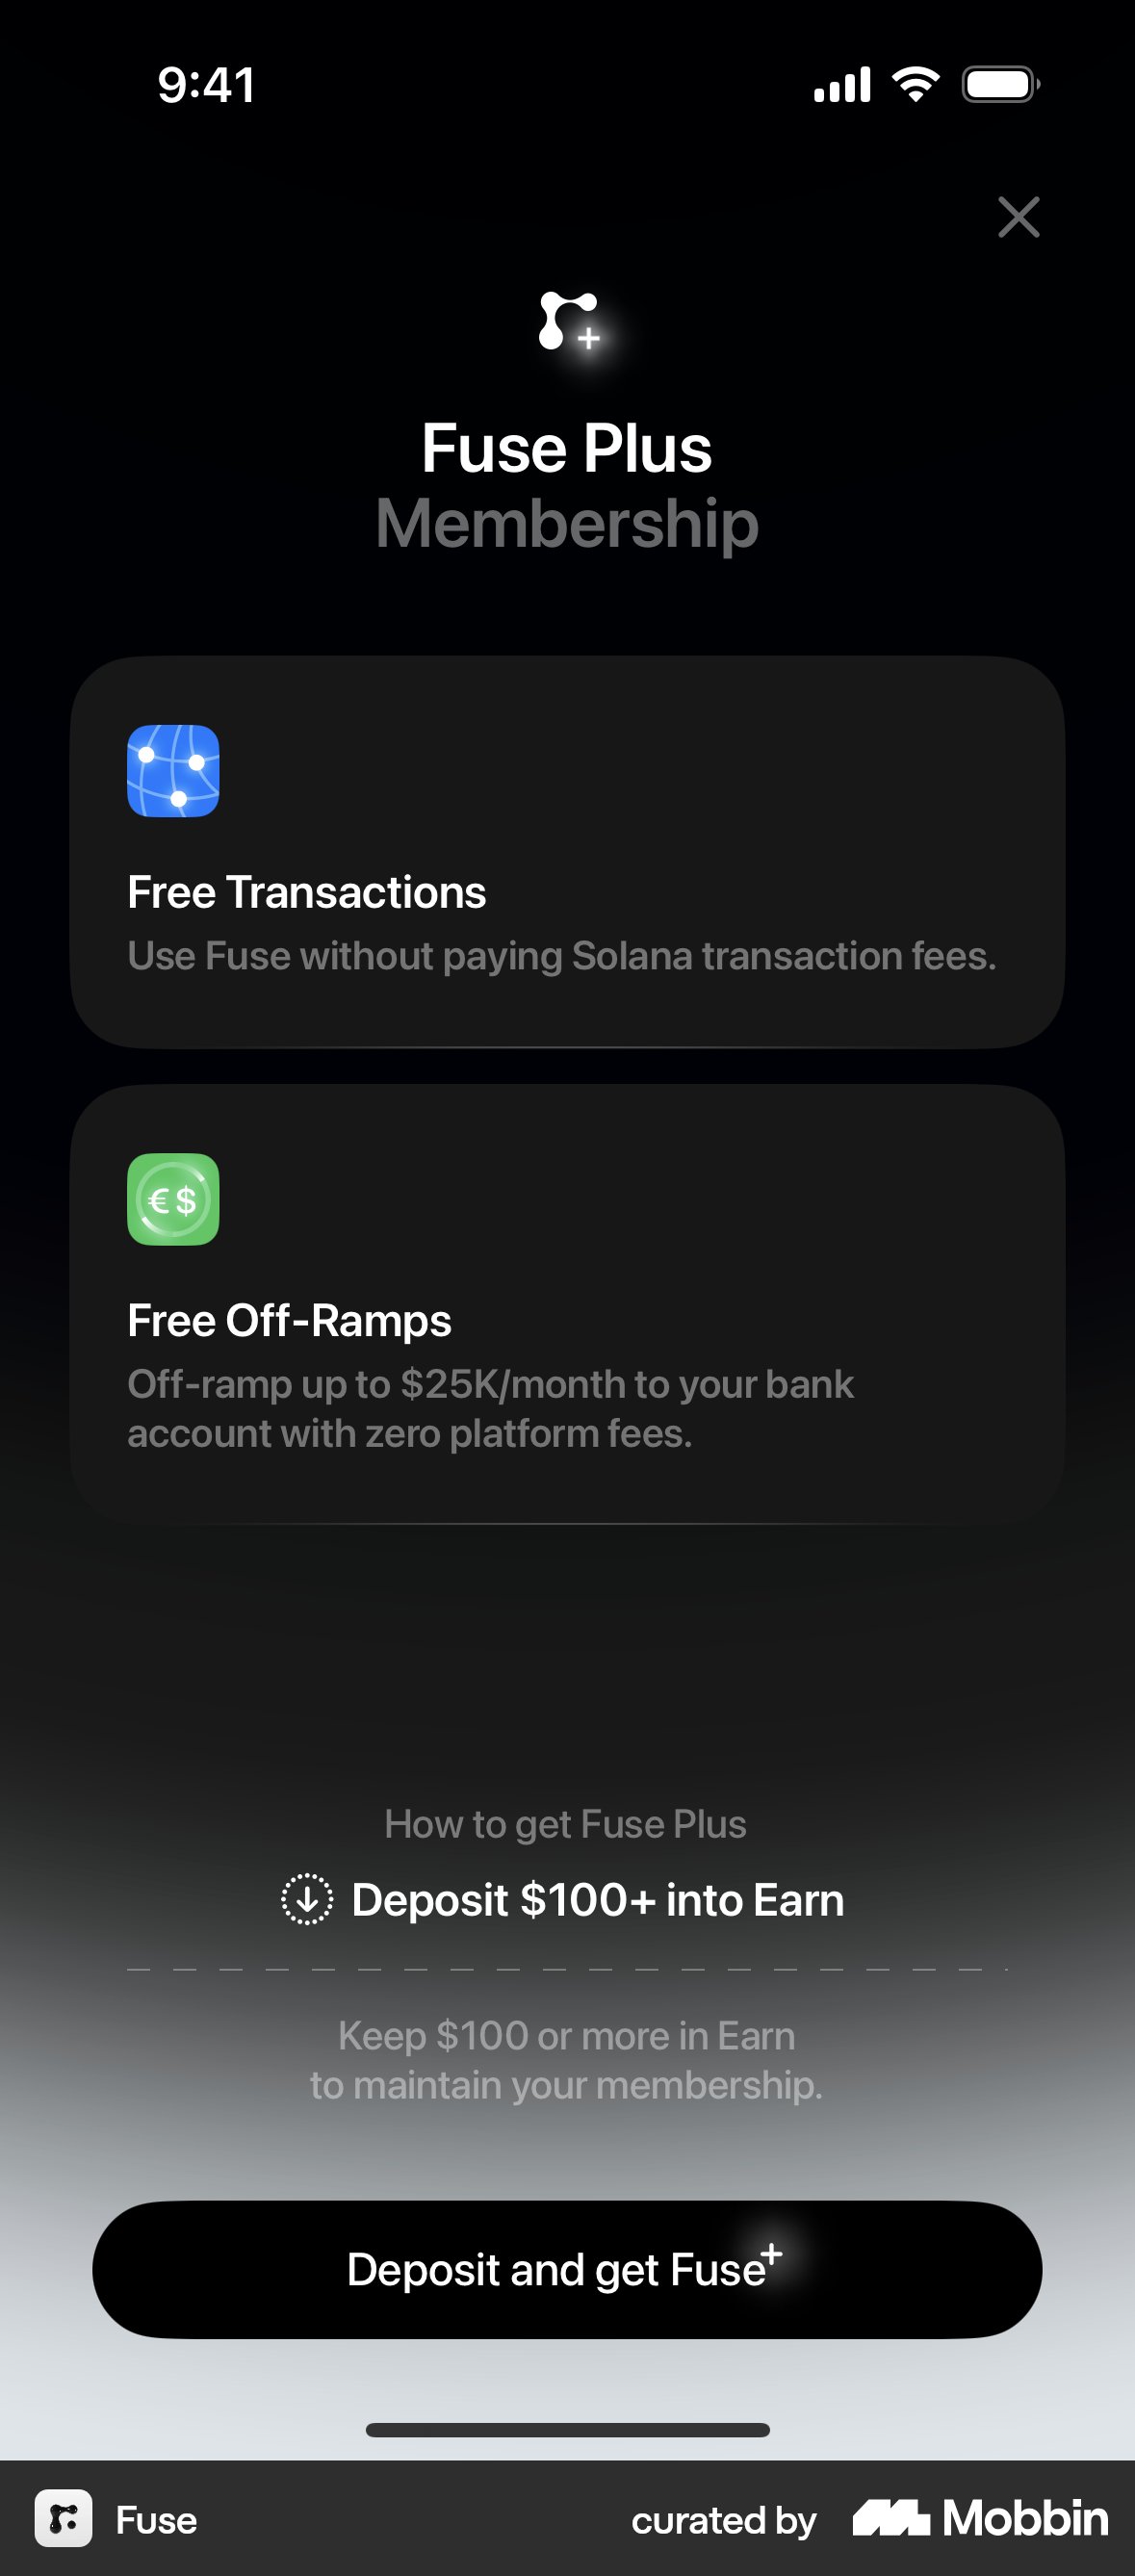 9:41
Fuse Plus
Membership
Free Transactions
Use Fuse without paying Solana transaction fees.
€ $
Free Off-Ramps
Off-ramp up to $25K/month to your bank
account with zero platform fees.
How to get Fuse Plus
Deposit $100+ into Earn
Keep $100 or more in Earn
to maintain your membership.
Deposit and get Fuse+
Fuse
curated by Mobbin